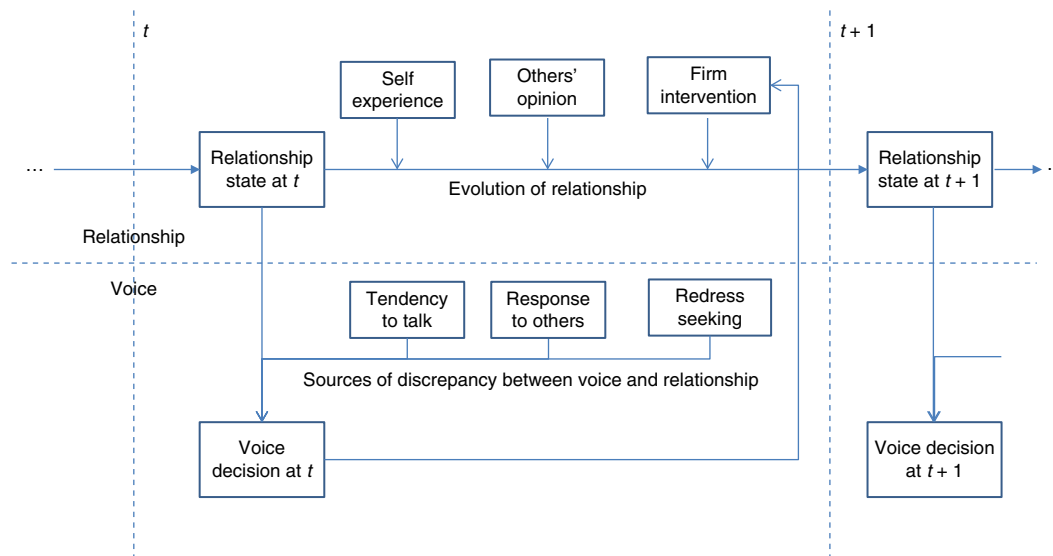 t
t + 1
Self
experience
Others'
opinion
Firm
intervention
...
Relationship
state at t
Evolution of relationship
Relationship
state at t + 1
Relationship
Voice
Tendency
to talk
Response
to others
Redress
seeking
Sources of discrepancy between voice and relationship
Voice
decision at t
Voice decision
at t + 1